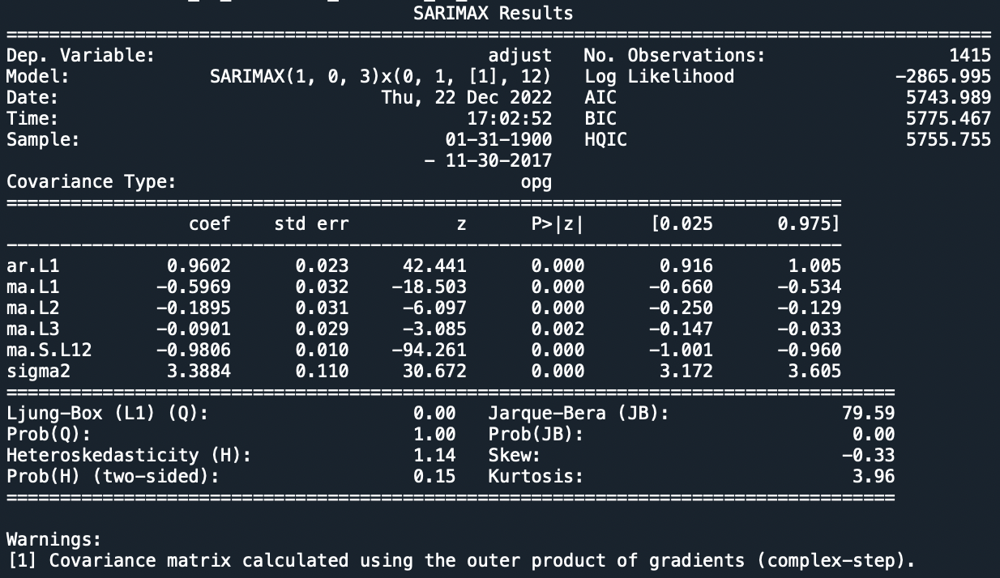 SARIMAX Results
==============================================================================================
Dep. Variable: adjust No. Observations: 1415
Model: SARIMAX(1, 0, 3)x(0, 1, [1], 12) Log Likelihood -2865.995
Date: Thu, 22 Dec 2022 AIC 5743.989
Time: 17:02:52 BIC 5775.467
Sample: 01-31-1900 HQIC 5755.755
- 11-30-2017
Covariance Type: opg
==============================================================================
coef std err z P>|z| [0.025 0.975]
------------------------------------------------------------------------------
ar.L1 0.9602 0.023 42.441 0.000 0.916 1.005
ma.L1 -0.5969 0.032 -18.503 0.000 -0.660 -0.534
ma.L2 -0.1895 0.031 -6.097 0.000 -0.250 -0.129
ma.L3 -0.0901 0.029 -3.085 0.002 -0.147 -0.033
ma.S.L12 -0.9806 0.010 -94.261 0.000 -1.001 -0.960
sigma2 3.3884 0.110 30.672 0.000 3.172 3.605
===================================================================================
Ljung-Box (L1) (Q): 0.00 Jarque-Bera (JB): 79.59
Prob(Q): 1.00 Prob(JB): 0.00
Heteroskedasticity (H): 1.14 Skew: -0.33
Prob(H) (two-sided): 0.15 Kurtosis: 3.96
===================================================================================
Warnings:
[1] Covariance matrix calculated using the outer product of gradients (complex-step).